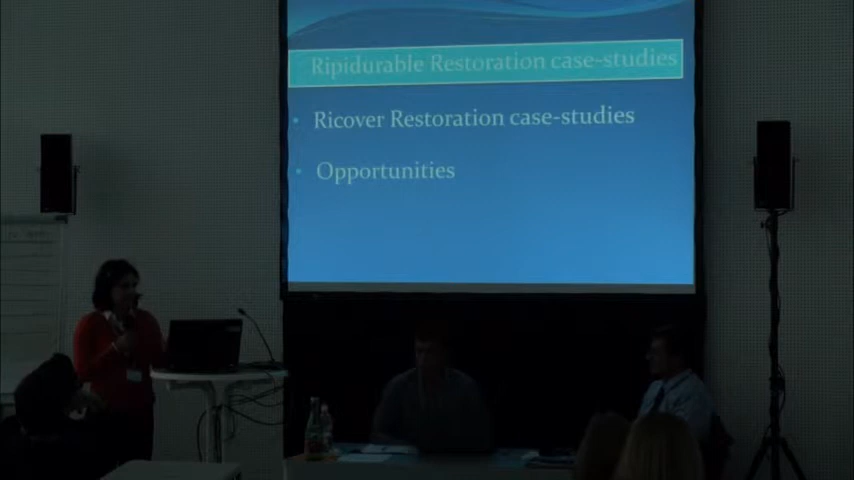 Ripidurable Restoration case-studies
• Ricover Restoration case-studies
• Opportunities